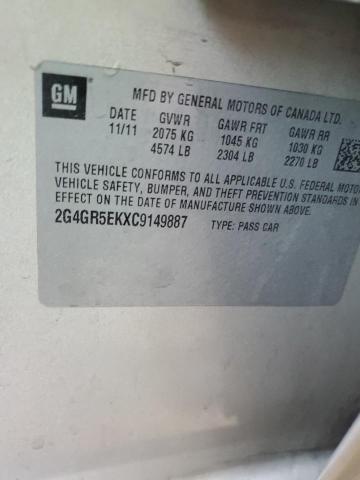 GM
MFD BY GENERAL MOTORS OF CANADA LTD.
DATE GVWR GAWR FRT GAWR RR
11/11 2075 KG 1045 KG 1030 KG
4574 LB 2304 LB 2270 LB
THIS VEHICLE CONFORMS TO ALL APPLICABLE U.S. FEDERAL MOTOR
VEHICLE SAFETY, BUMPER, AND THEFT PREVENTION STANDARDS IN
EFFECT ON THE DATE OF MANUFACTURE SHOWN ABOVE.
2G4GR5EKXC9149887 TYPE: PASS CAR